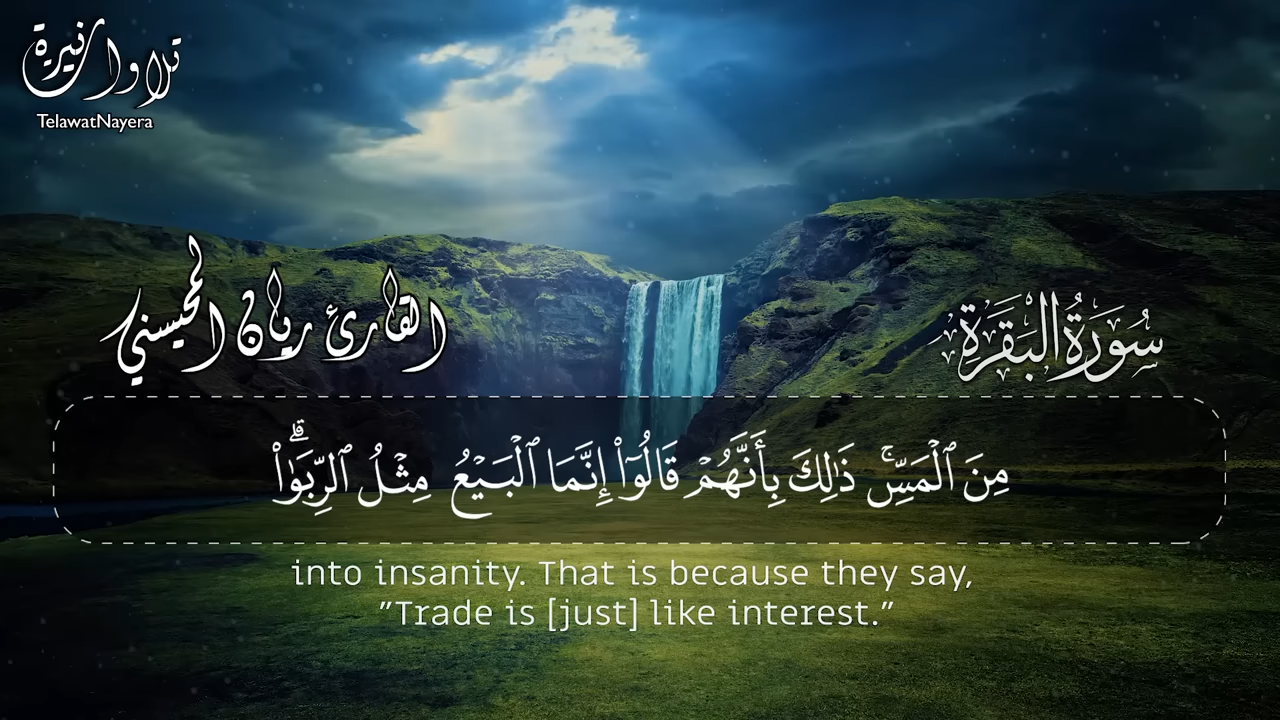 تلاوات نيرة
TelawatNayera
القارئ ريان المحيسني
سُورَةُ البَقَرَةِ
مِنَ ٱلْمَسِّۚ ذَٰلِكَ بِأَنَّهُمْ قَالُوٓا۟ إِنَّمَا ٱلْبَيْعُ مِثْلُ ٱلرِّبَوٰا۟ۗ
into insanity. That is because they say,
"Trade is [just] like interest."